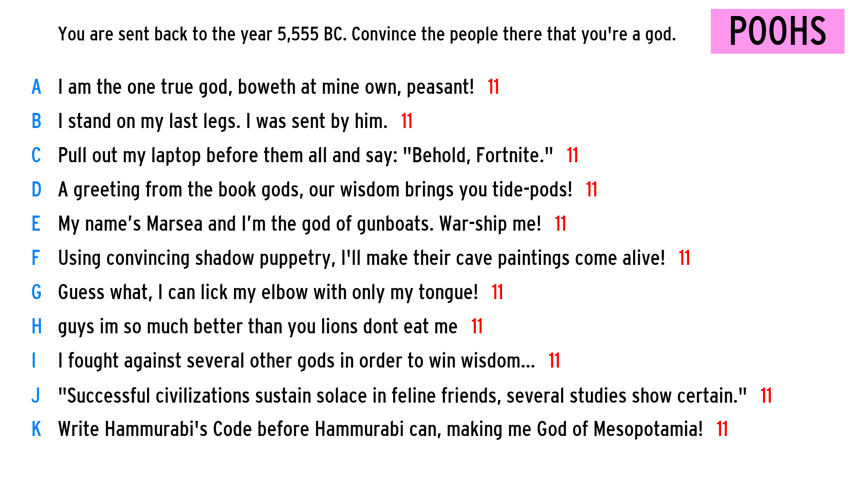 You are sent back to the year 5,555 BC. Convince the people there that you're a god.
POOHS
A I am the one true god, boweth at mine own, peasant! 11
B I stand on my last legs. I was sent by him. 11
C Pull out my laptop before them all and say: "Behold, Fortnite." 11
D A greeting from the book gods, our wisdom brings you tide-pods! 11
E My name’s Marsea and I’m the god of gunboats. War-ship me! 11
F Using convincing shadow puppetry, I'll make their cave paintings come alive! 11
G Guess what, I can lick my elbow with only my tongue! 11
H guys im so much better than you lions dont eat me 11
I I fought against several other gods in order to win wisdom... 11
J "Successful civilizations sustain solace in feline friends, several studies show certain." 11
K Write Hammurabi's Code before Hammurabi can, making me God of Mesopotamia! 11